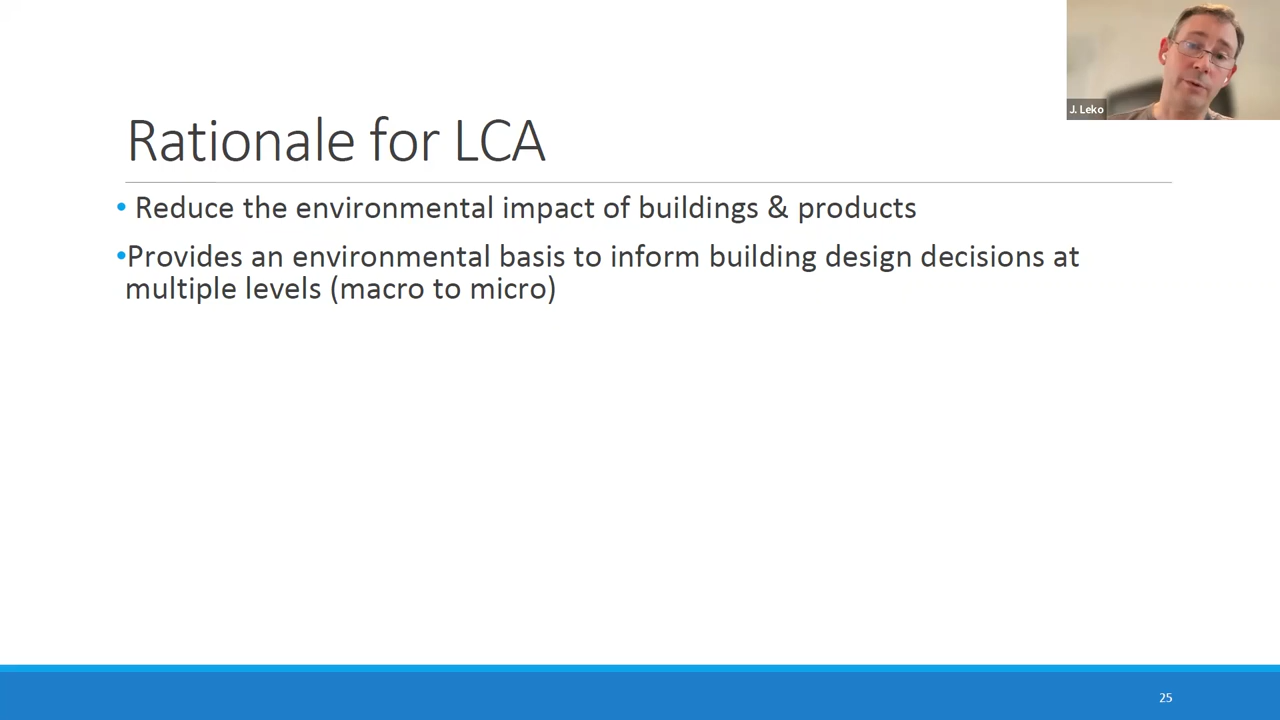 J. Leko
Rationale for LCA
• Reduce the environmental impact of buildings & products
•Provides an environmental basis to inform building design decisions at
multiple levels (macro to micro)
25